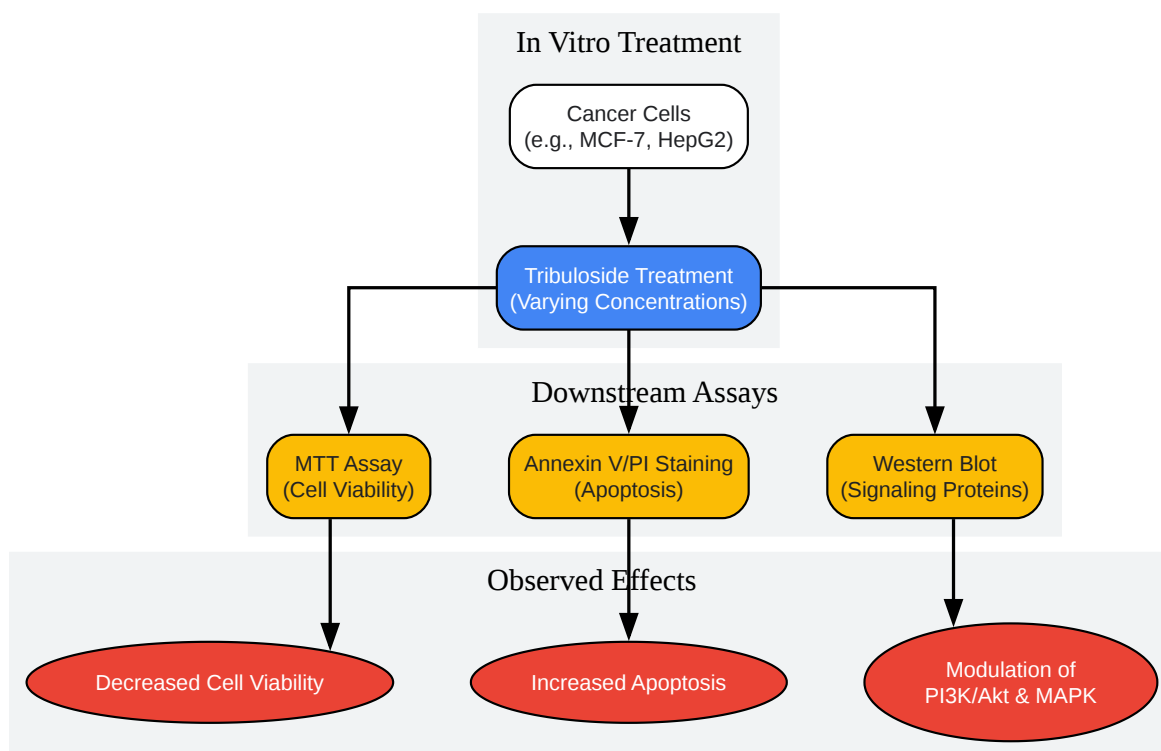 In Vitro Treatment
Cancer Cells
(e.g., MCF-7, HepG2)
Tribuloside Treatment
(Varying Concentrations)
Downstream Assays
MTT Assay
(Cell Viability)
Annexin V/PI Staining
(Apoptosis)
Western Blot
(Signaling Proteins)
Observed Effects
Decreased Cell Viability
Increased Apoptosis
Modulation of
PI3K/Akt & MAPK